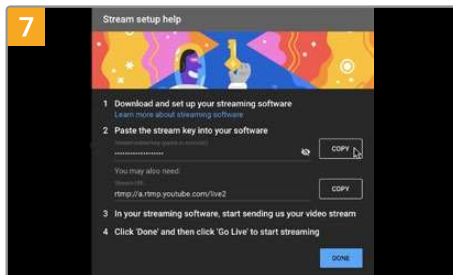 7
Stream setup help
1 Download and set up your streaming software
Learn more about streaming software
2 Paste the stream key into your software
COPY
You may also need:
Stream URL
rtmp://a.rtmp.youtube.com/live2
COPY
3 In your streaming software, start sending us your video stream
4 Click 'Done' and then click 'Go Live' to start streaming
DONE